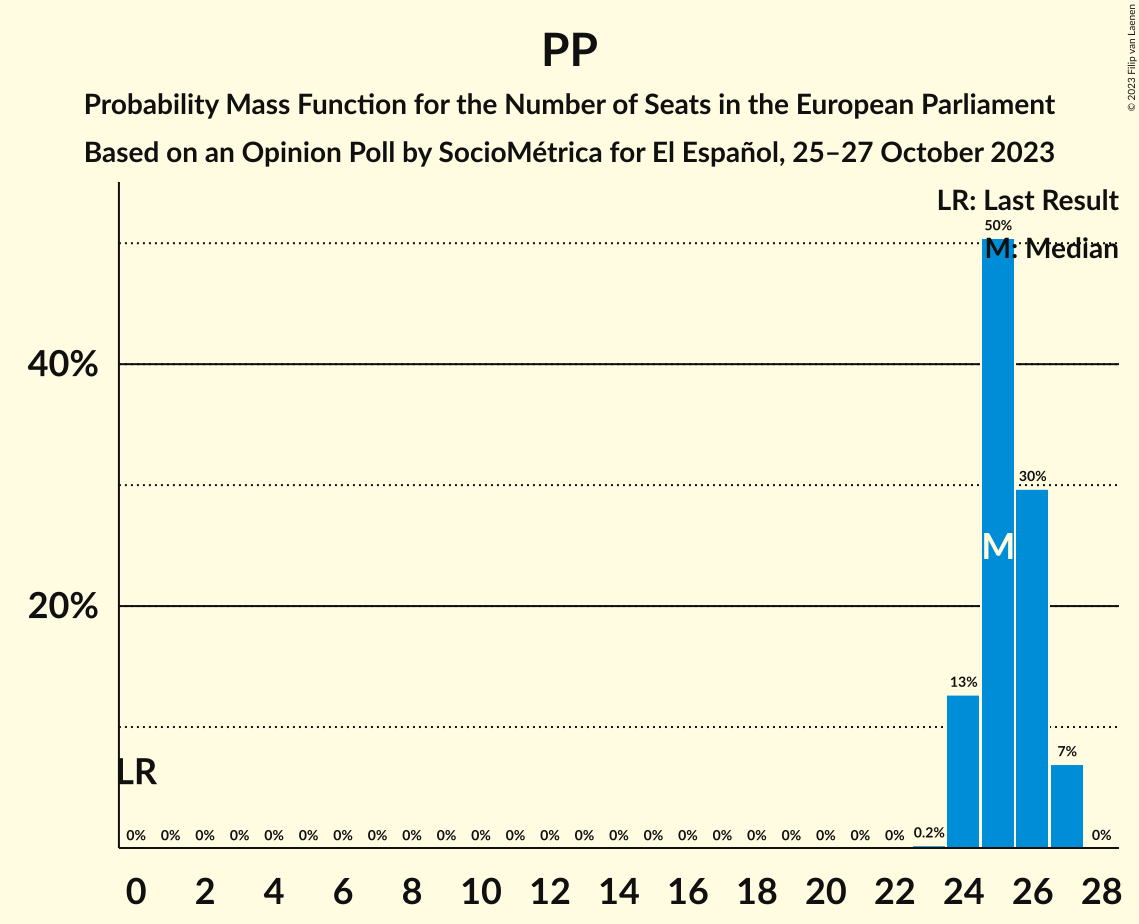 PP
Probability Mass Function for the Number of Seats in the European Parliament
Based on an Opinion Poll by SocioMétrica for El Español, 25–27 October 2023
© 2023 Filip van Laenen
LR: Last Result
M: Median
50%
40%
30%
M
20%
13%
7%
LR
0% 0% 0% 0% 0% 0% 0% 0% 0% 0% 0% 0% 0% 0% 0% 0% 0% 0% 0% 0% 0% 0% 0% 0.2% 0%
0 2 4 6 8 10 12 14 16 18 20 22 24 26 28